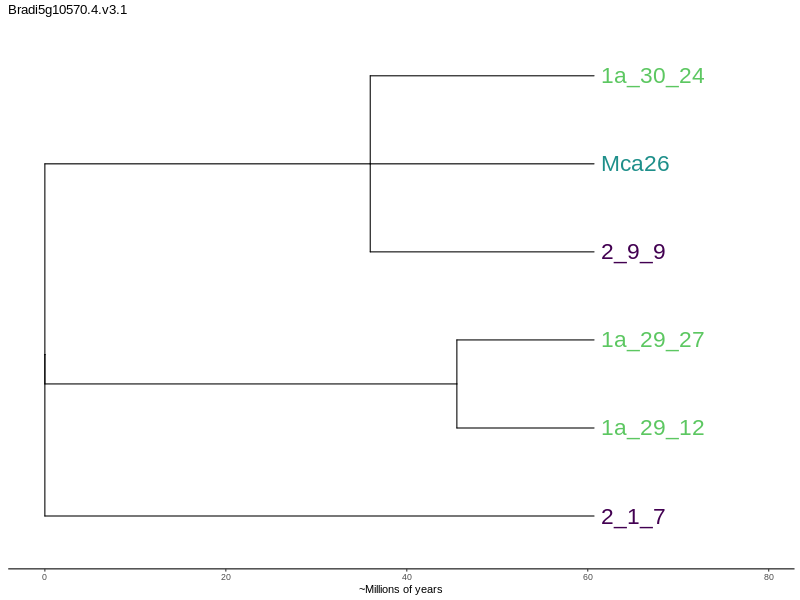 Bradi5g10570.4.v3.1
1a_30_24
Mca26
2_9_9
1a_29_27
1a_29_12
2_1_7
0 20 40 60 80
~Millions of years